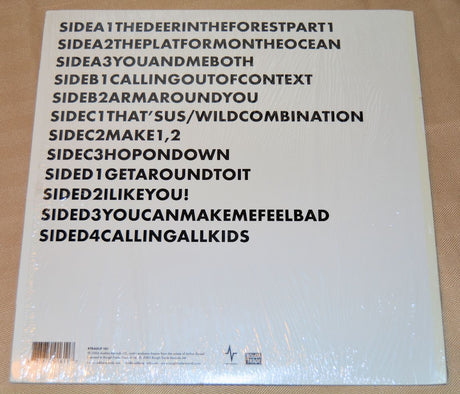 SIDEA1THEDEERINTHEFORESTPART1
SIDEA2THEPLATFORMONTHEOCEAN
SIDEA3YOUANDMEBOTH
SIDEB1CALLINGOUTOFCONTEXT
SIDEB2ARMAROUNDYOU
SIDEC1THAT'SUS/WILDCOMBINATION
SIDEC2MAKE1,2
SIDEC3HOPONDOWN
SIDED1GETAROUNDTOIT
SIDED2ILIKEYOU!
SIDED3YOUCANMAKEMEFEELBAD
SIDED4CALLINGALLKIDS